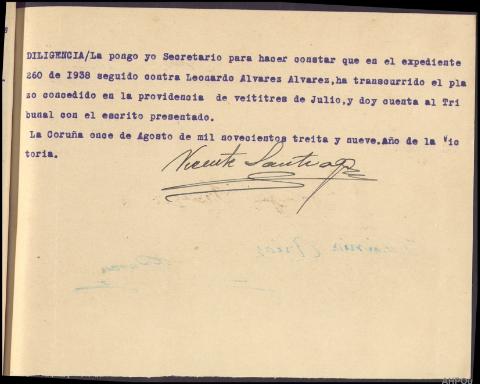 DILIGENCIA/La pongo yo Secretario para hacer constar que en el expediente
260 de I938 seguido contra Leonardo Alvarez Alvarez,ha transcurrido el pla
zo concedido en la providencia de veititres de Julio,y doy cuenta al Tri
bunal con el escrito presentado.
La Coruña once de Agosto de mil novecientos treita y nueve.Año de la Vic
toria.
Vicente Santiago
AHPOU